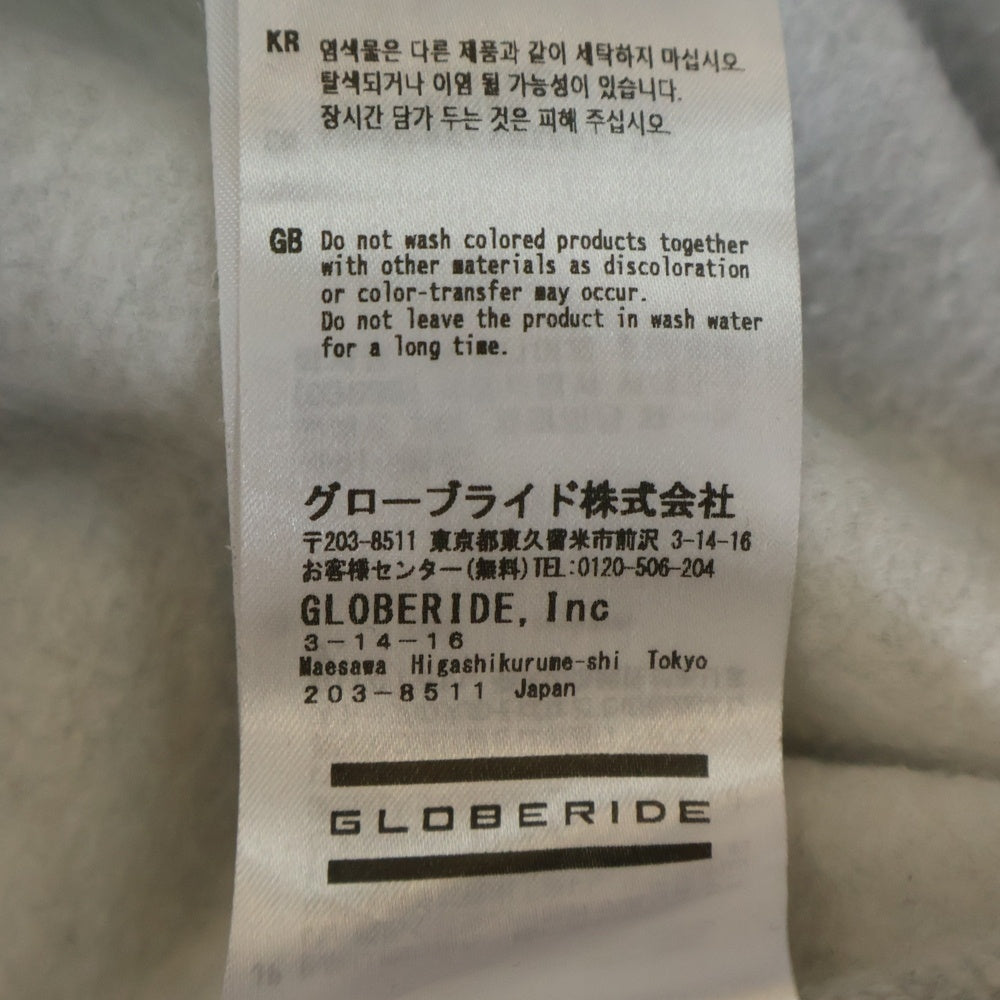 KR 염색물은 다른 제품과 같이 세탁하지 마십시오.
탈색되거나 이염 될 가능성이 있습니다.
장시간 담가 두는 것은 피해 주십시오.
GB Do not wash colored products together
with other materials as discoloration
or color-transfer may occur.
Do not leave the product in wash water
for a long time.
グローブライド株式会社
〒203-8511 東京都東久留米市前沢 3-14-16
お客様センター(無料)TEL:0120-506-204
GLOBERIDE, Inc
3-14-16
Maesawa Higashikurume-shi Tokyo
203-8511 Japan
GLOBERIDE